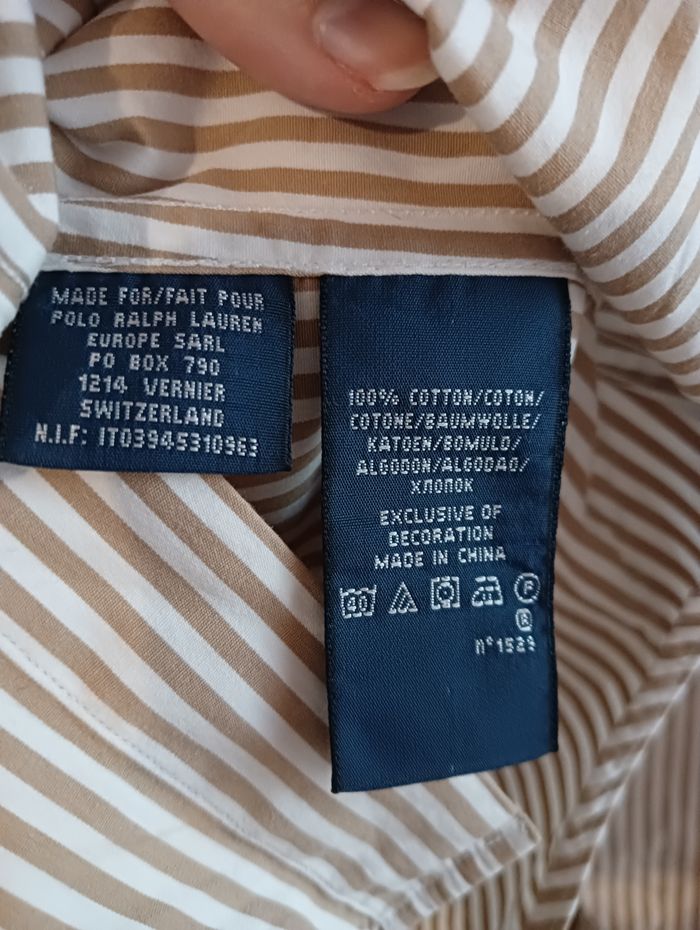 MADE FOR/FAIT POUR
POLO RALPH LAUREN
EUROPE SARL
PO BOX 790
1214 VERNIER
SWITZERLAND
N.I.F: IT03945310963
100% COTTON/COTON/
COTONE/BAUMWOLLE/
KATOEN/BOMULD/
ALGODON/ALGODAO/
ХЛОПОК
EXCLUSIVE OF
DECORATION
MADE IN CHINA
40 P
R
n°1523